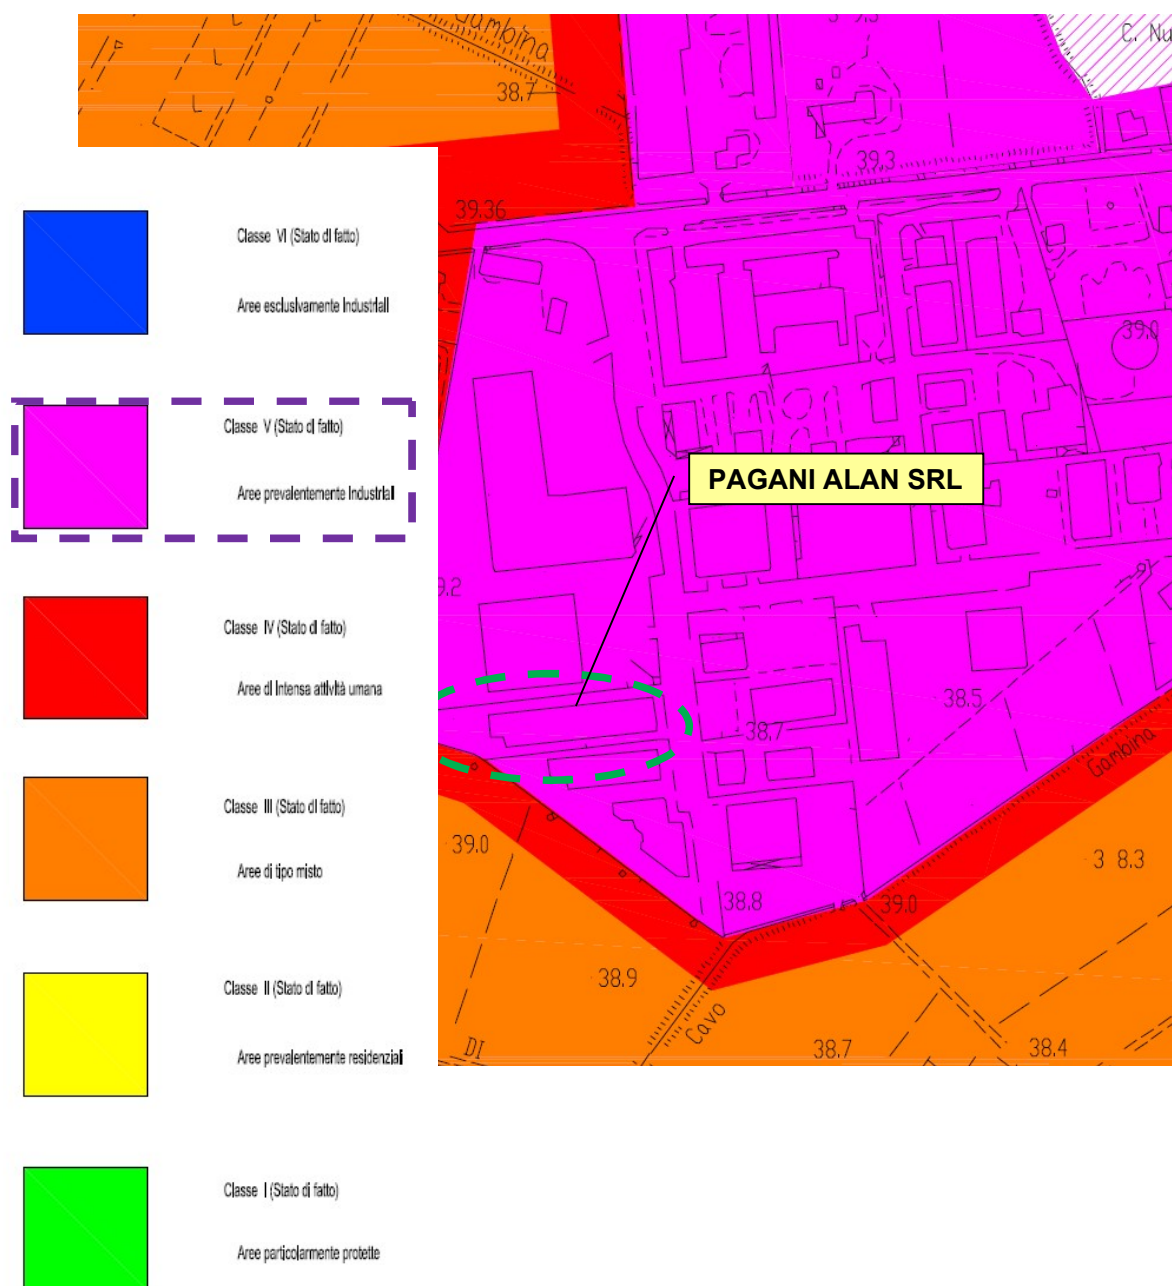 Gambina
38.7
39.3
C. Nu
39.3
39.36
39.0
Classe VI (Stato di fatto)
Aree esclusivamente Industriali
Classe V (Stato di fatto)
Aree prevalentemente Industriali
PAGANI ALAN SRL
9.2
Classe IV (Stato di fatto)
Aree di Intensa attività umana
38.5
38.7
Gambina
Classe III (Stato di fatto)
Aree di tipo misto
39.0
3 8.3
38.8
39.0
38.9
Cavo
Classe II (Stato di fatto)
Aree prevalentemente residenziali
DI
38.7
38.4
Classe I (Stato di fatto)
Aree particolarmente protette